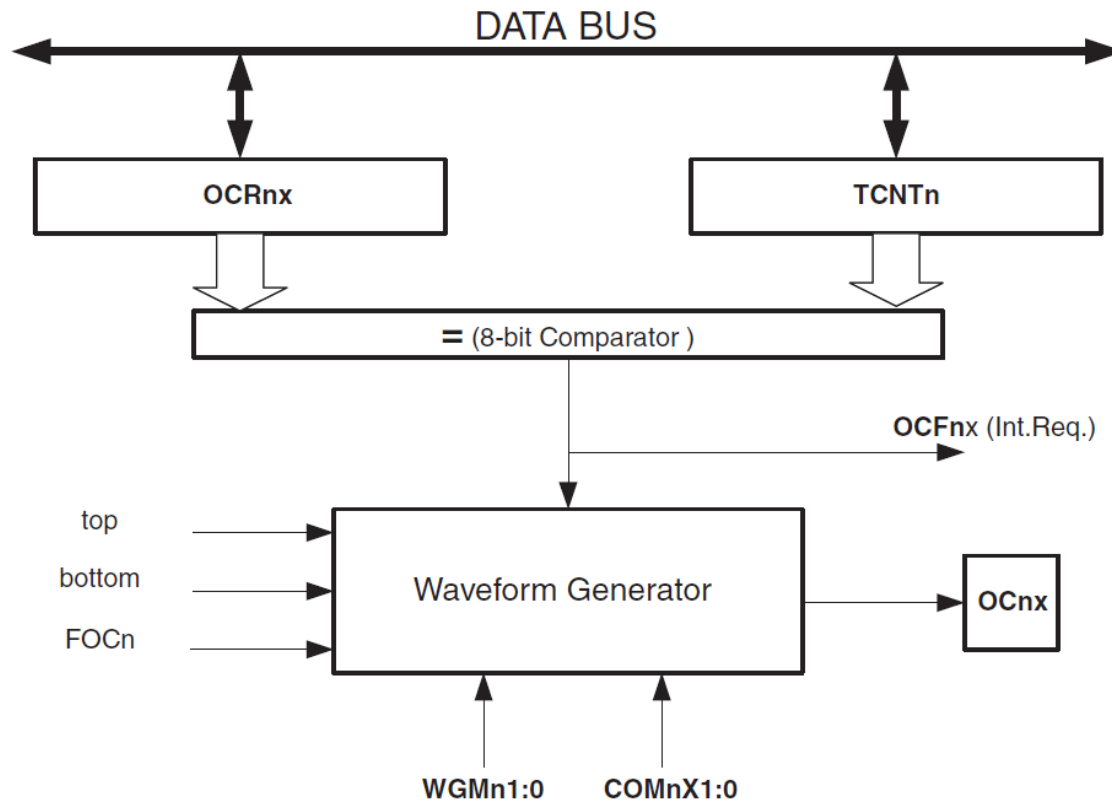 DATA BUS
OCRnx
TCNTn
= (8-bit Comparator )
OCFnx (Int.Req.)
top
bottom
FOCn
Waveform Generator
OCnx
WGMn1:0
COMnX1:0